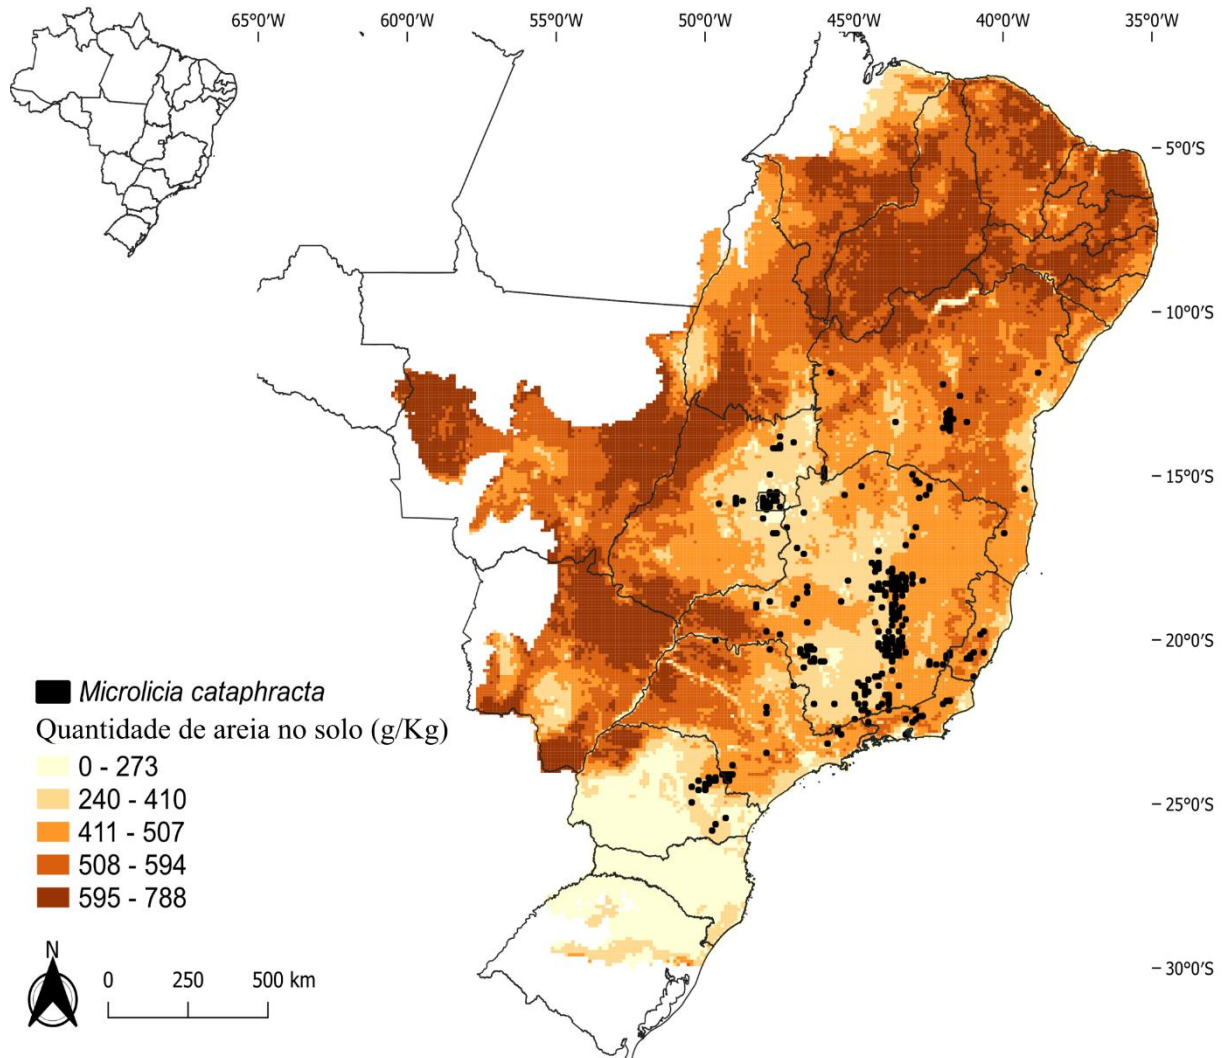 65°0'W 60°0'W 55°0'W 50°0'W 45°0'W 40°0'W 35°0'W
5°0'S
10°0'S
15°0'S
20°0'S
25°0'S
30°0'S
Microlicia cataphracta
Quantidade de areia no solo (g/Kg)
0 - 273
240 - 410
411 - 507
508 - 594
595 - 788
N
0 250 500 km